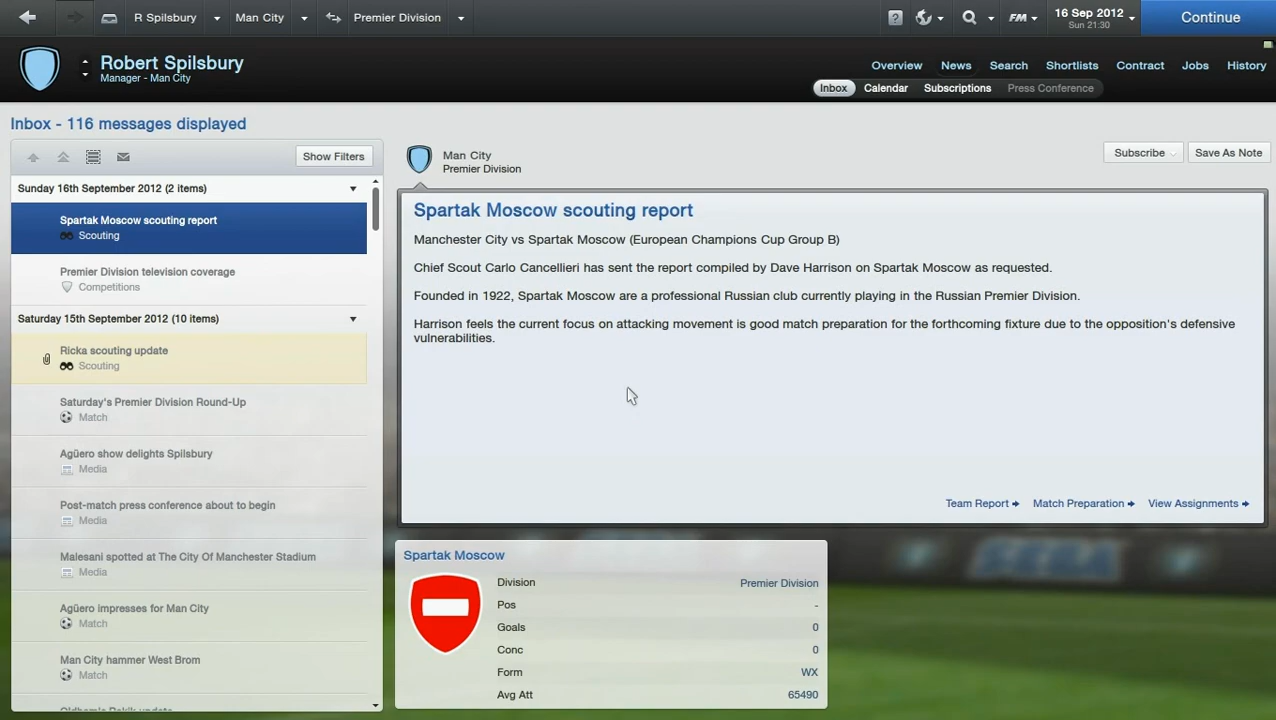 R Spilsbury Man City Premier Division ? FM 16 Sep 2012 Continue
Sun 21:30
Robert Spilsbury
Manager - Man City
Overview News Search Shortlists Contract Jobs History
Inbox Calendar Subscriptions Press Conference
Inbox - 116 messages displayed
Show Filters
Sunday 16th September 2012 (2 items)
Spartak Moscow scouting report
Scouting
Premier Division television coverage
Competitions
Saturday 15th September 2012 (10 items)
Ricka scouting update
Scouting
Saturday's Premier Division Round-Up
Match
Agüero show delights Spilsbury
Media
Post-match press conference about to begin
Media
Malesani spotted at The City Of Manchester Stadium
Media
Agüero impresses for Man City
Match
Man City hammer West Brom
Match
Man City
Premier Division
Subscribe Save As Note
Spartak Moscow scouting report
Manchester City vs Spartak Moscow (European Champions Cup Group B)
Chief Scout Carlo Cancellieri has sent the report compiled by Dave Harrison on Spartak Moscow as requested.
Founded in 1922, Spartak Moscow are a professional Russian club currently playing in the Russian Premier Division.
Harrison feels the current focus on attacking movement is good match preparation for the forthcoming fixture due to the opposition's defensive
vulnerabilities.
Team Report Match Preparation View Assignments
Spartak Moscow
Division Premier Division
Pos -
Goals 0
Conc 0
Form WX
Avg Att 65490
SEGA